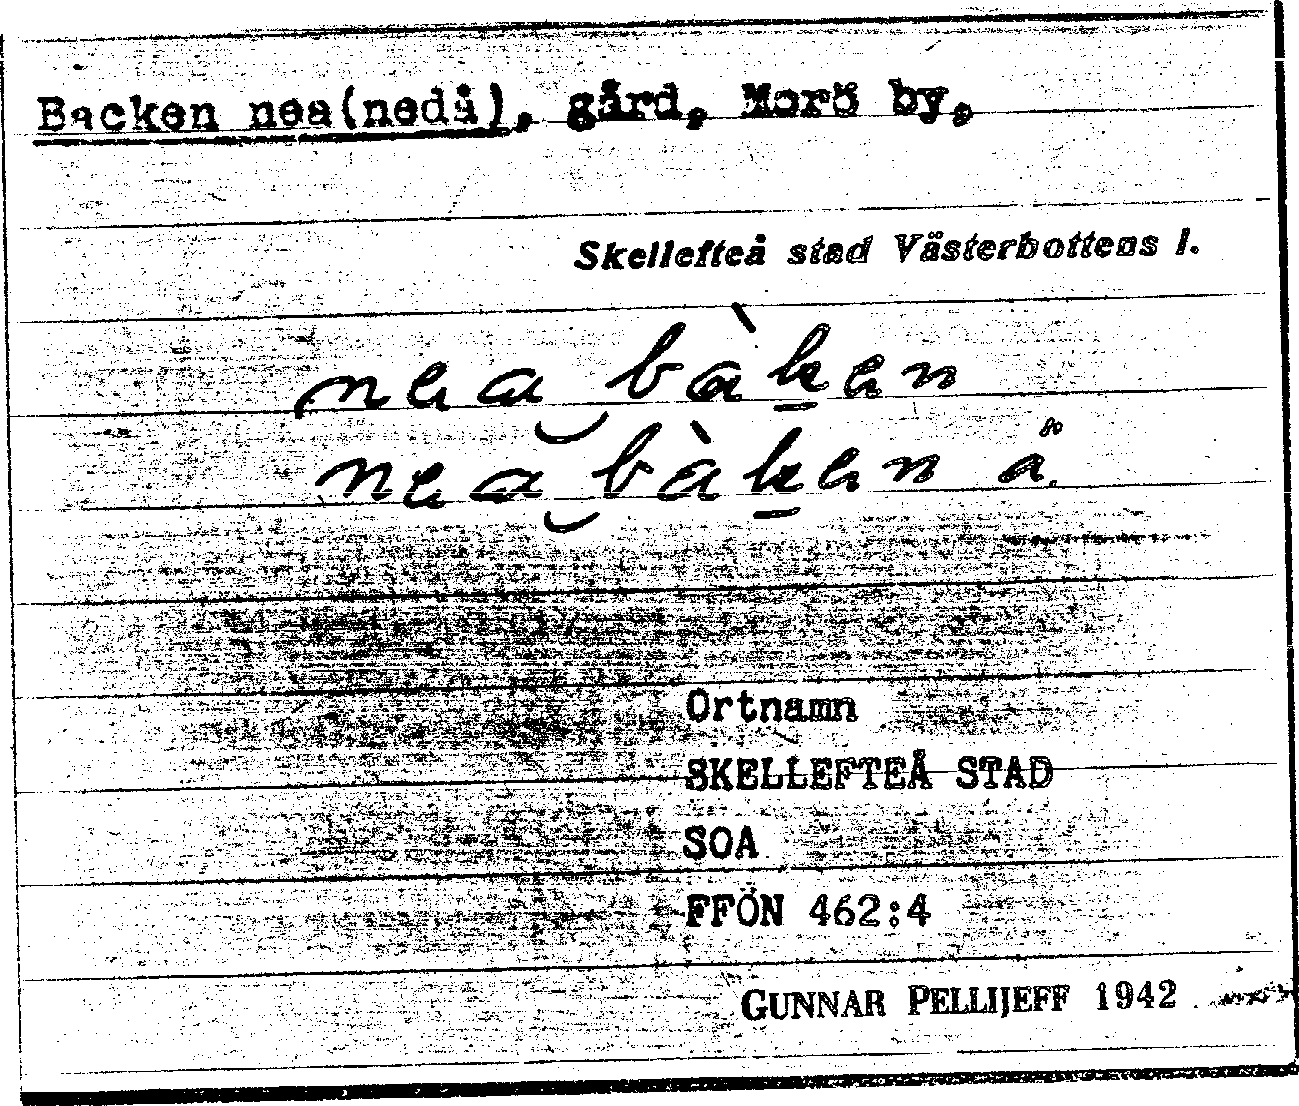 Backen nea(nedå), gård, Morö by,
Skellefteå stad Västerbottens l.
nea‿bàken
nea‿bàken å.
Ortnamn
SKELLEFTEÅ STAD
SOA
FFÖN 462:4
GUNNAR PELLIJEFF 1942